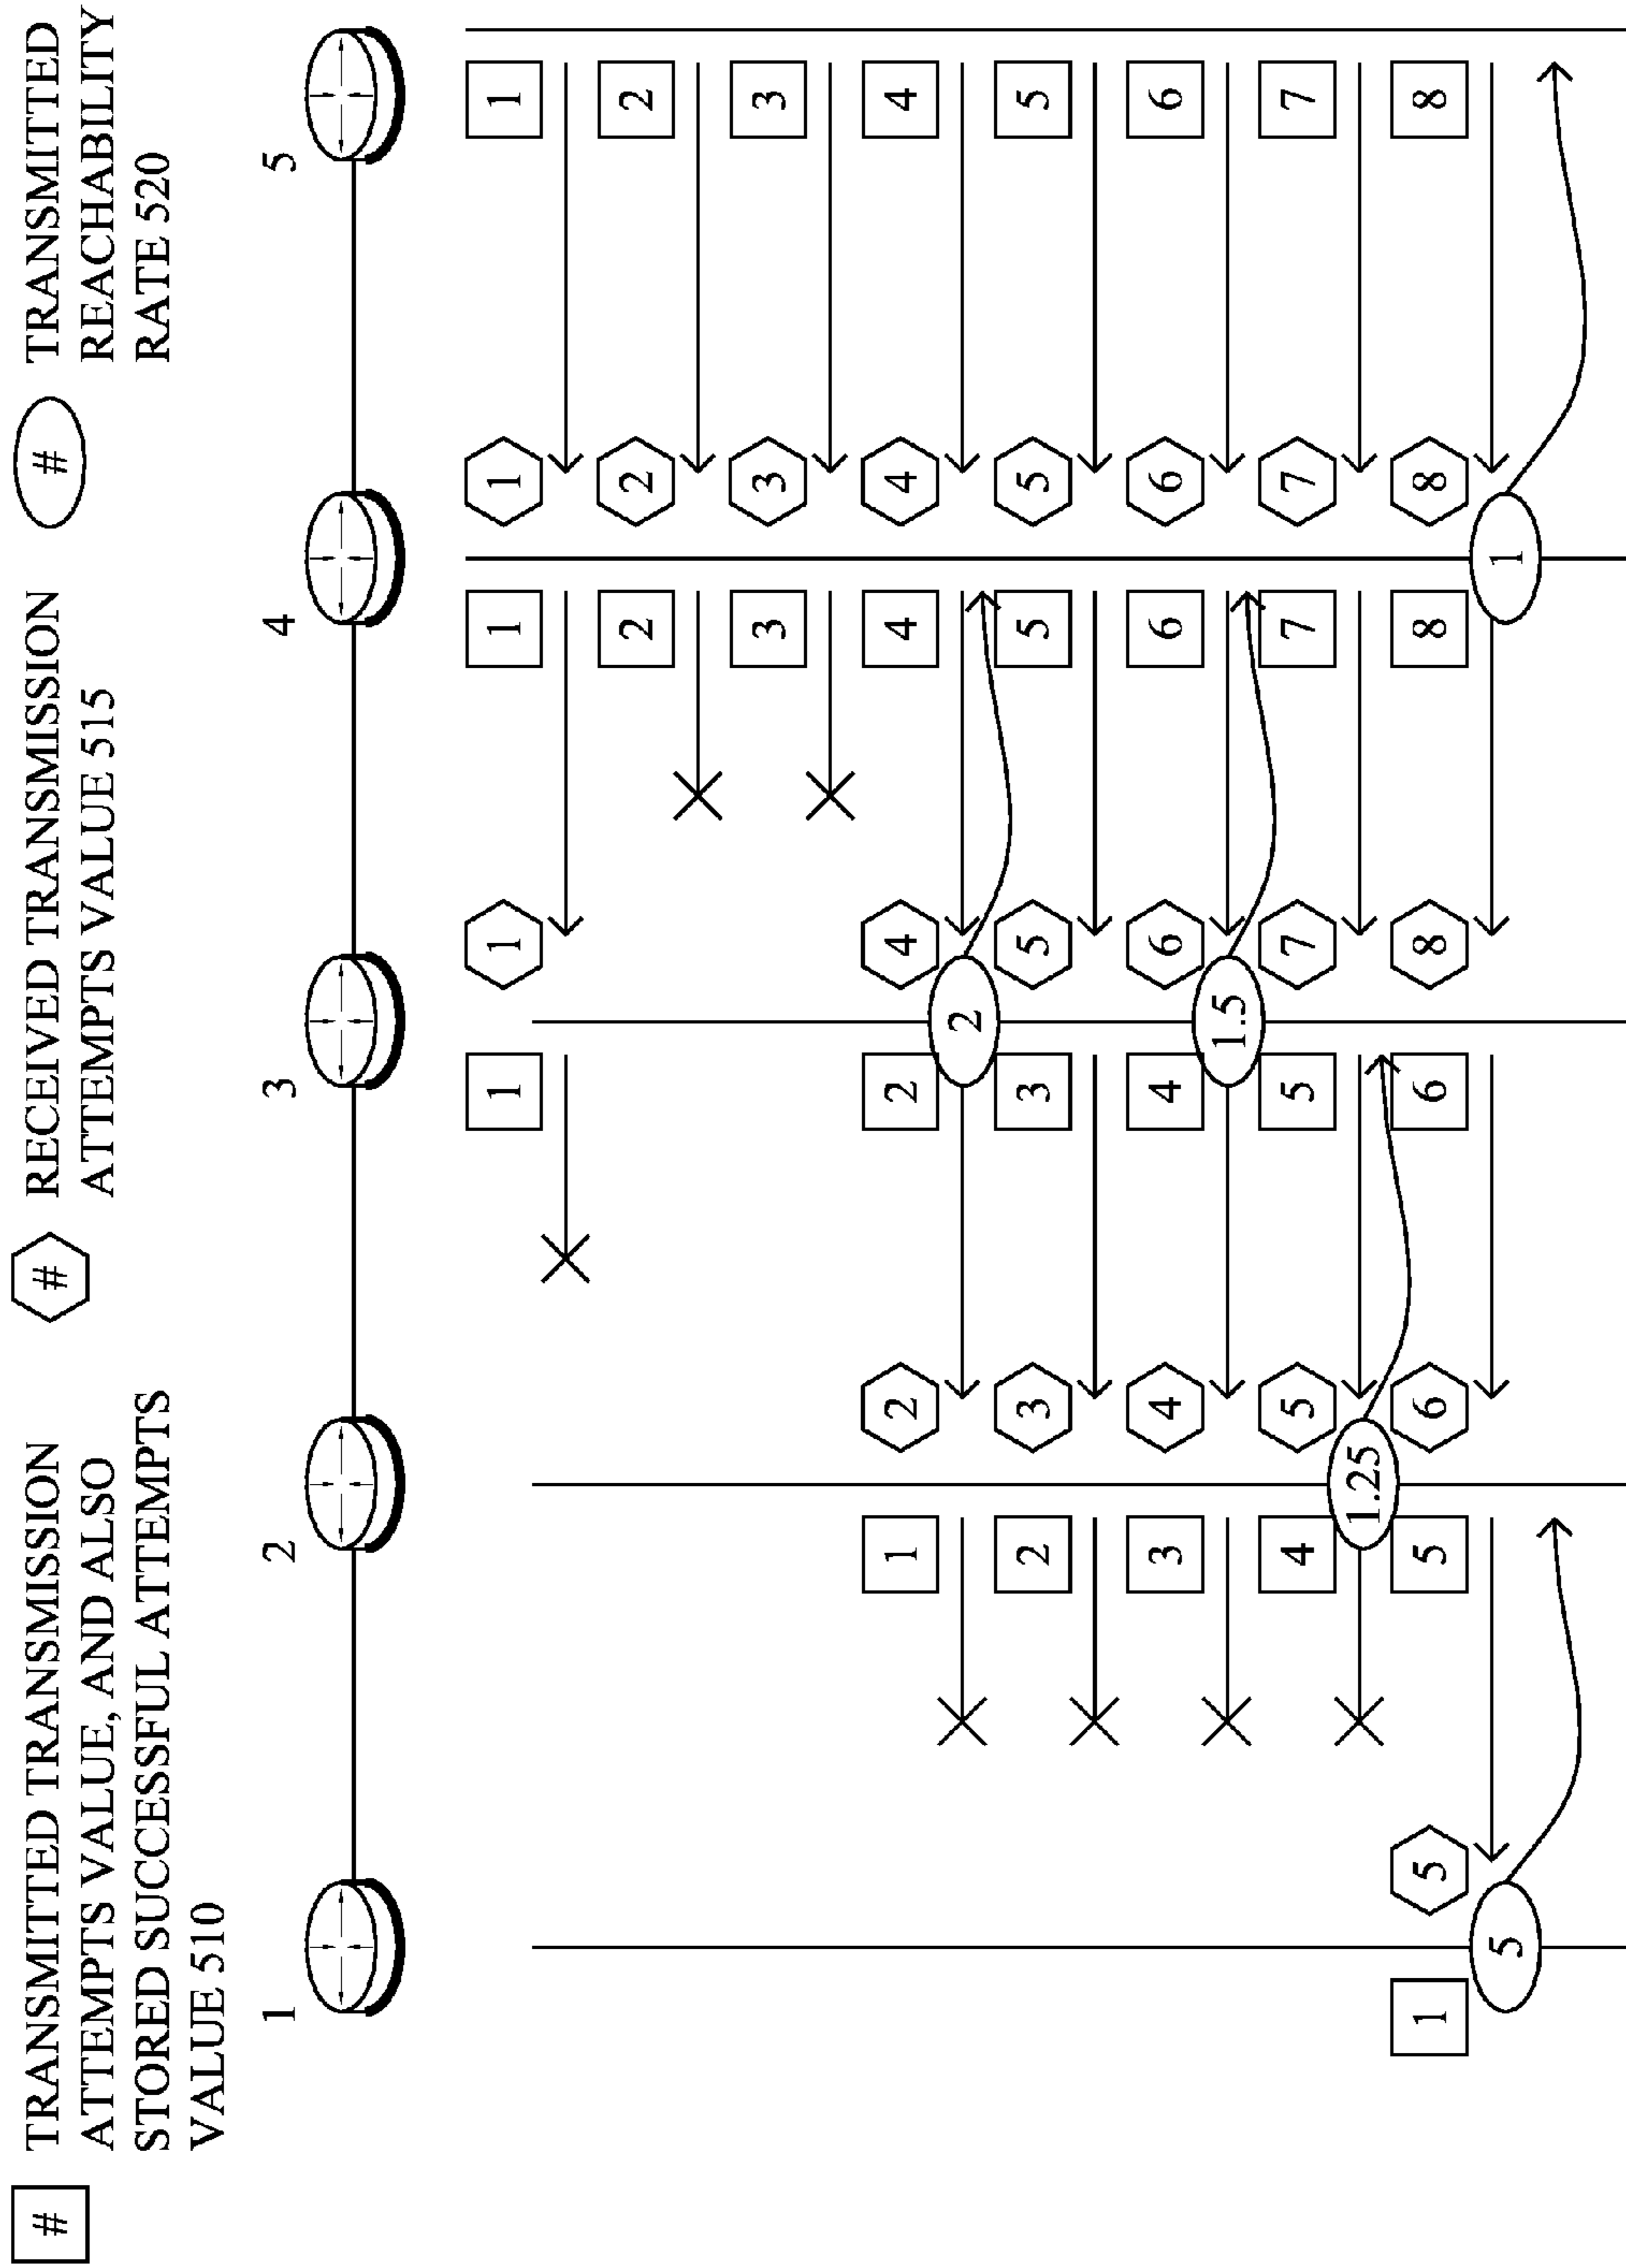 # TRANSMITTED TRANSMISSION
ATTEMPTS VALUE, AND ALSO
STORED SUCCESSFUL ATTEMPTS
VALUE 510
# RECEIVED TRANSMISSION
ATTEMPTS VALUE 515
# TRANSMITTED
REACHABILITY
RATE 520
1 2 3 4 5
1 1 1 1 1
2 2 2
3 3 3
1 2 2 4 4 4 4
2
2 3 3 5 5 5 5
3 4 4 6 6 6 6
1.5
4 5 5 7 7 7 7
1.25
1 5 5 6 6 8 8 8 8
5 1